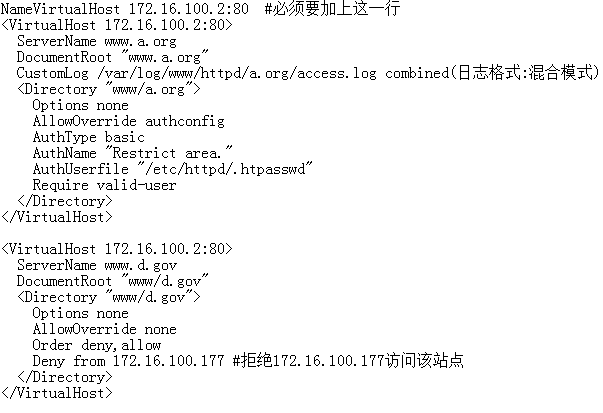 NameVirtualHost 172.16.100.2:80  #必须要加上这一行
<VirtualHost 172.16.100.2:80>
  ServerName www.a.org
  DocumentRoot "www.a.org"
  CustomLog /var/log/www/httpd/a.org/access.log combined(日志格式:混合模式)
  <Directory "www/a.org">
    Options none
    AllowOverride authconfig
    AuthType basic
    AuthName "Restrict area."
    AuthUserfile "/etc/httpd/.htpasswd"
    Require valid-user
  </Directory>
</VirtualHost>

<VirtualHost 172.16.100.2:80>
  ServerName www.d.gov
  DocumentRoot "www/d.gov"
  <Directory "www/d.gov">
    Options none
    AllowOverride none
    Order deny,allow
    Deny from 172.16.100.177 #拒绝172.16.100.177访问该站点
  </Directory>
</VirtualHost>